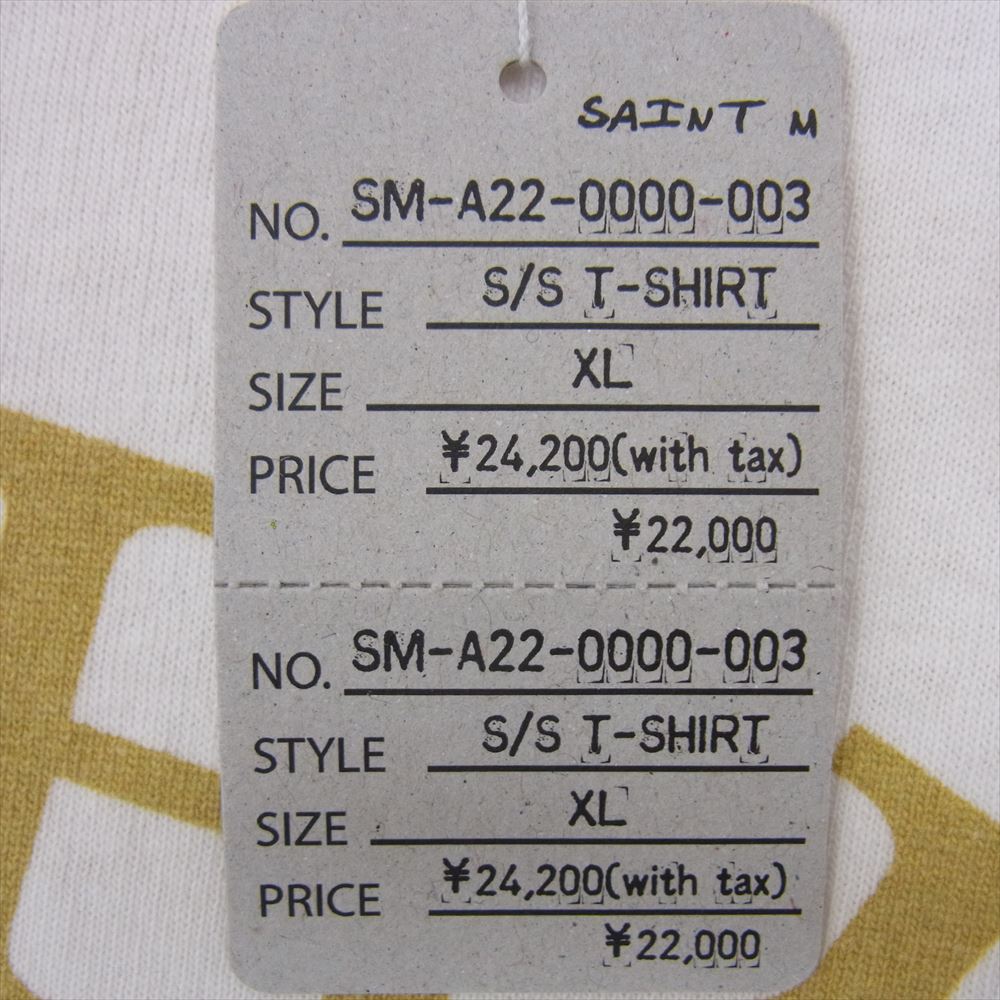 SAINT M
NO. SM-A22-0000-003
STYLE S/S T-SHIRT
SIZE XL
PRICE ¥24,200(with tax)
¥22,000
NO. SM-A22-0000-003
STYLE S/S T-SHIRT
SIZE XL
PRICE ¥24,200(with tax)
¥22,000